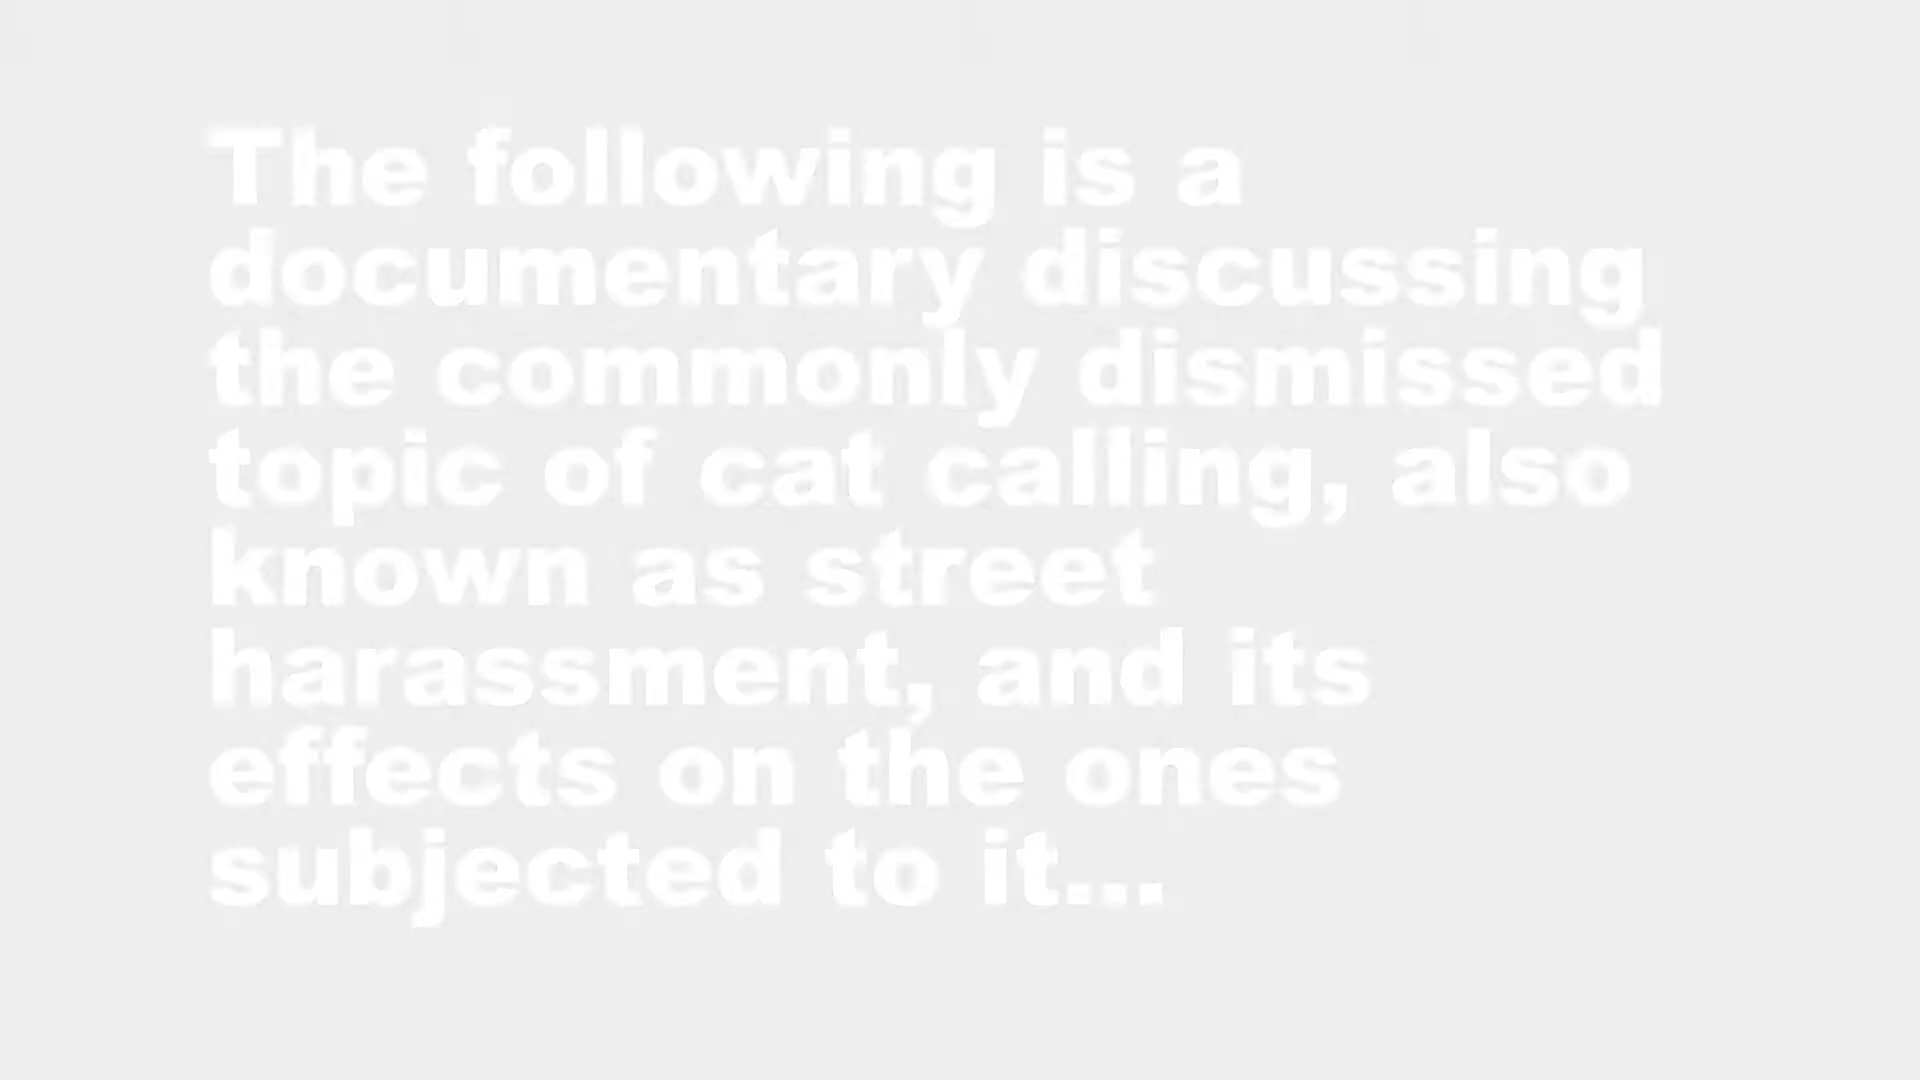 The following is a
documentary discussing
the commonly dismissed
topic of cat calling, also
known as street
harassment, and its
effects on the ones
subjected to it...